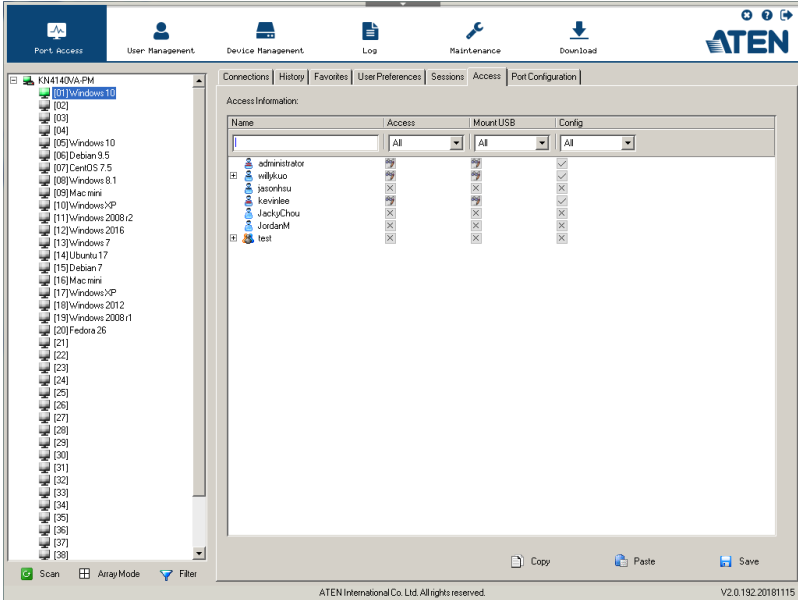 Port Access
User Management
Device Management
Log
Maintenance
Download
ATEN
KN4140VA-PM
[01]Windows 10
[02]
[03]
[04]
[05]Windows 10
[06]Debian 9.5
[07]CentOS 7.5
[08]Windows 8.1
[09]Mac mini
[10]WindowsXP
[11]Windows 2008 r2
[12]Windows 2016
[13]Windows 7
[14]Ubuntu 17
[15]Debian 7
[16]Mac mini
[17]WindowsXP
[18]Windows 2012
[19]Windows 2008 r1
[20]Fedora 26
[21]
[22]
[23]
[24]
[25]
[26]
[27]
[28]
[29]
[30]
[31]
[32]
[33]
[34]
[35]
[36]
[37]
[38]
Scan
Array Mode
Filter
Connections
History
Favorites
User Preferences
Sessions
Access
Port Configuration
Access Information:
Name Access Mount USB Config
All All All
administrator
willykuo
jasonhsu
kevinlee
JackyChou
JordanM
test
Copy
Paste
Save
ATEN International Co. Ltd. All rights reserved.
V2.0.192.20181115